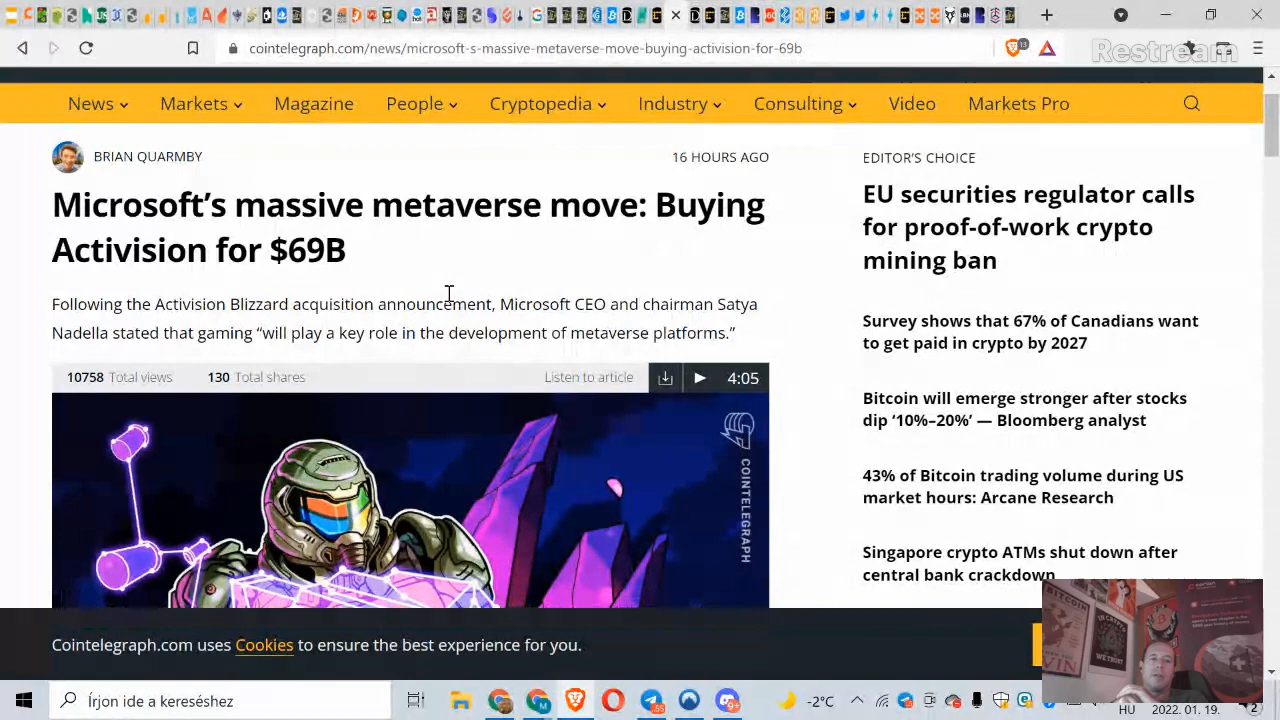 cointelegraph.com/news/microsoft-s-massive-metaverse-move-buying-activision-for-69b
13
Restream
News
Markets
Magazine
People
Cryptopedia
Industry
Consulting
Video
Markets Pro
BRIAN QUARMBY
16 HOURS AGO
Microsoft’s massive metaverse move: Buying
Activision for $69B
Following the Activision Blizzard acquisition announcement, Microsoft CEO and chairman Satya
Nadella stated that gaming “will play a key role in the development of metaverse platforms.”
10758 Total views
130 Total shares
Listen to article
4:05
COINTELEGRAPH
EDITOR’S CHOICE
EU securities regulator calls
for proof-of-work crypto
mining ban
Survey shows that 67% of Canadians want
to get paid in crypto by 2027
Bitcoin will emerge stronger after stocks
dip ‘10%–20%’ — Bloomberg analyst
43% of Bitcoin trading volume during US
market hours: Arcane Research
Singapore crypto ATMs shut down after
central bank crackdown
BITCOIN
IN CRYPTO
WE TRUST
Cointelegraph.com uses Cookies to ensure the best experience for you.
Írjon ide a kereséshez
-2°C
HU
2022. 01. 19.